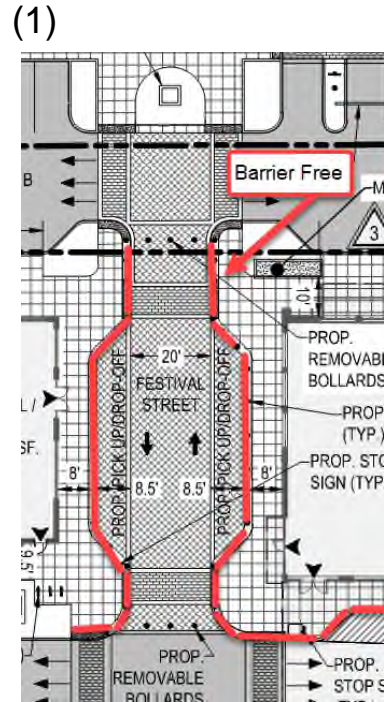 (1)
B
Barrier Free
M
3
10'
PROP.
REMOVABLE
BOLLARDS
20'
FESTIVAL
STREET
PROP. PICK UP/DROP-OFF
PROP. PICK UP/DROP-OFF
PROP
(TYP.)
PROP. STO
SIGN (TYP
L /
SF.
8'
8.5'
8.5'
8'
9.5'
PROP.
REMOVABLE
BOLLARDS
PROP.
STOP S